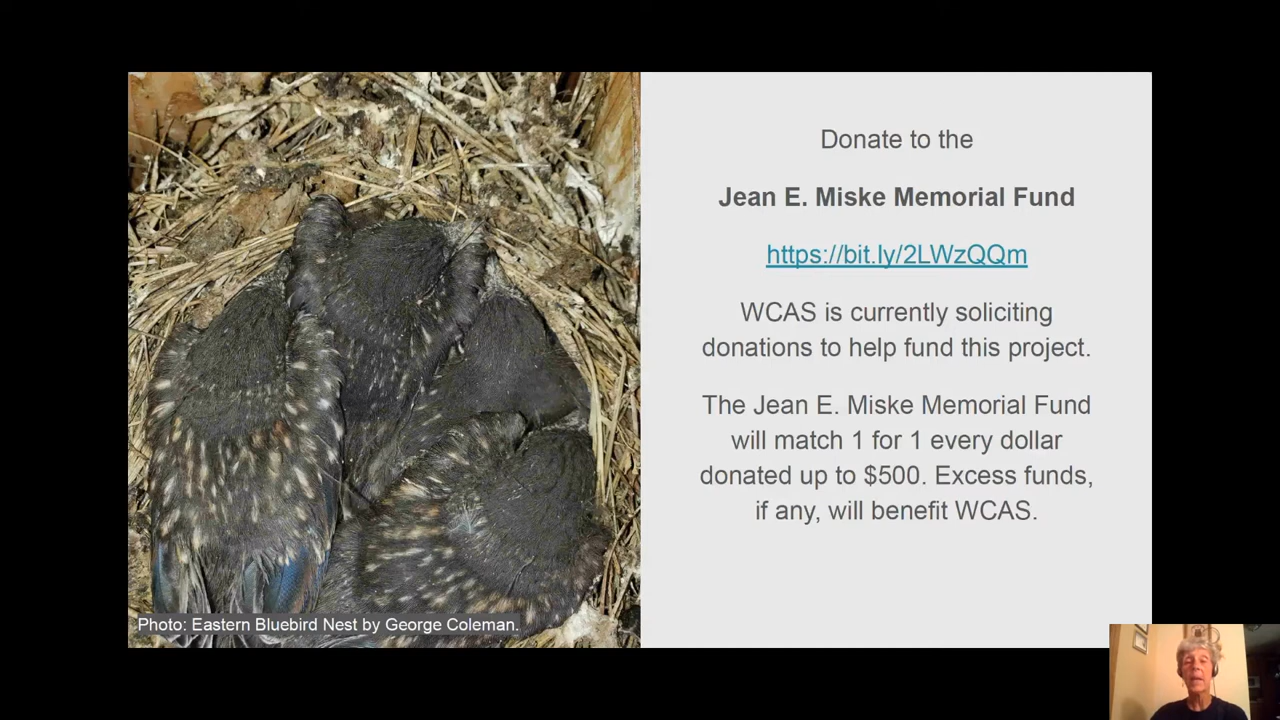 Donate to the
Jean E. Miske Memorial Fund
https://bit.ly/2LWzQQm
WCAS is currently soliciting
donations to help fund this project.
The Jean E. Miske Memorial Fund
will match 1 for 1 every dollar
donated up to $500. Excess funds,
if any, will benefit WCAS.
Photo: Eastern Bluebird Nest by George Coleman.